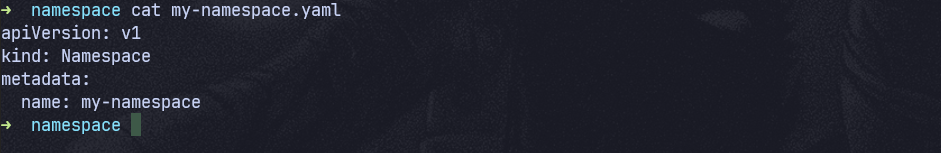 ➜ namespace cat my-namespace.yaml
apiVersion: v1
kind: Namespace
metadata:
  name: my-namespace
➜ namespace